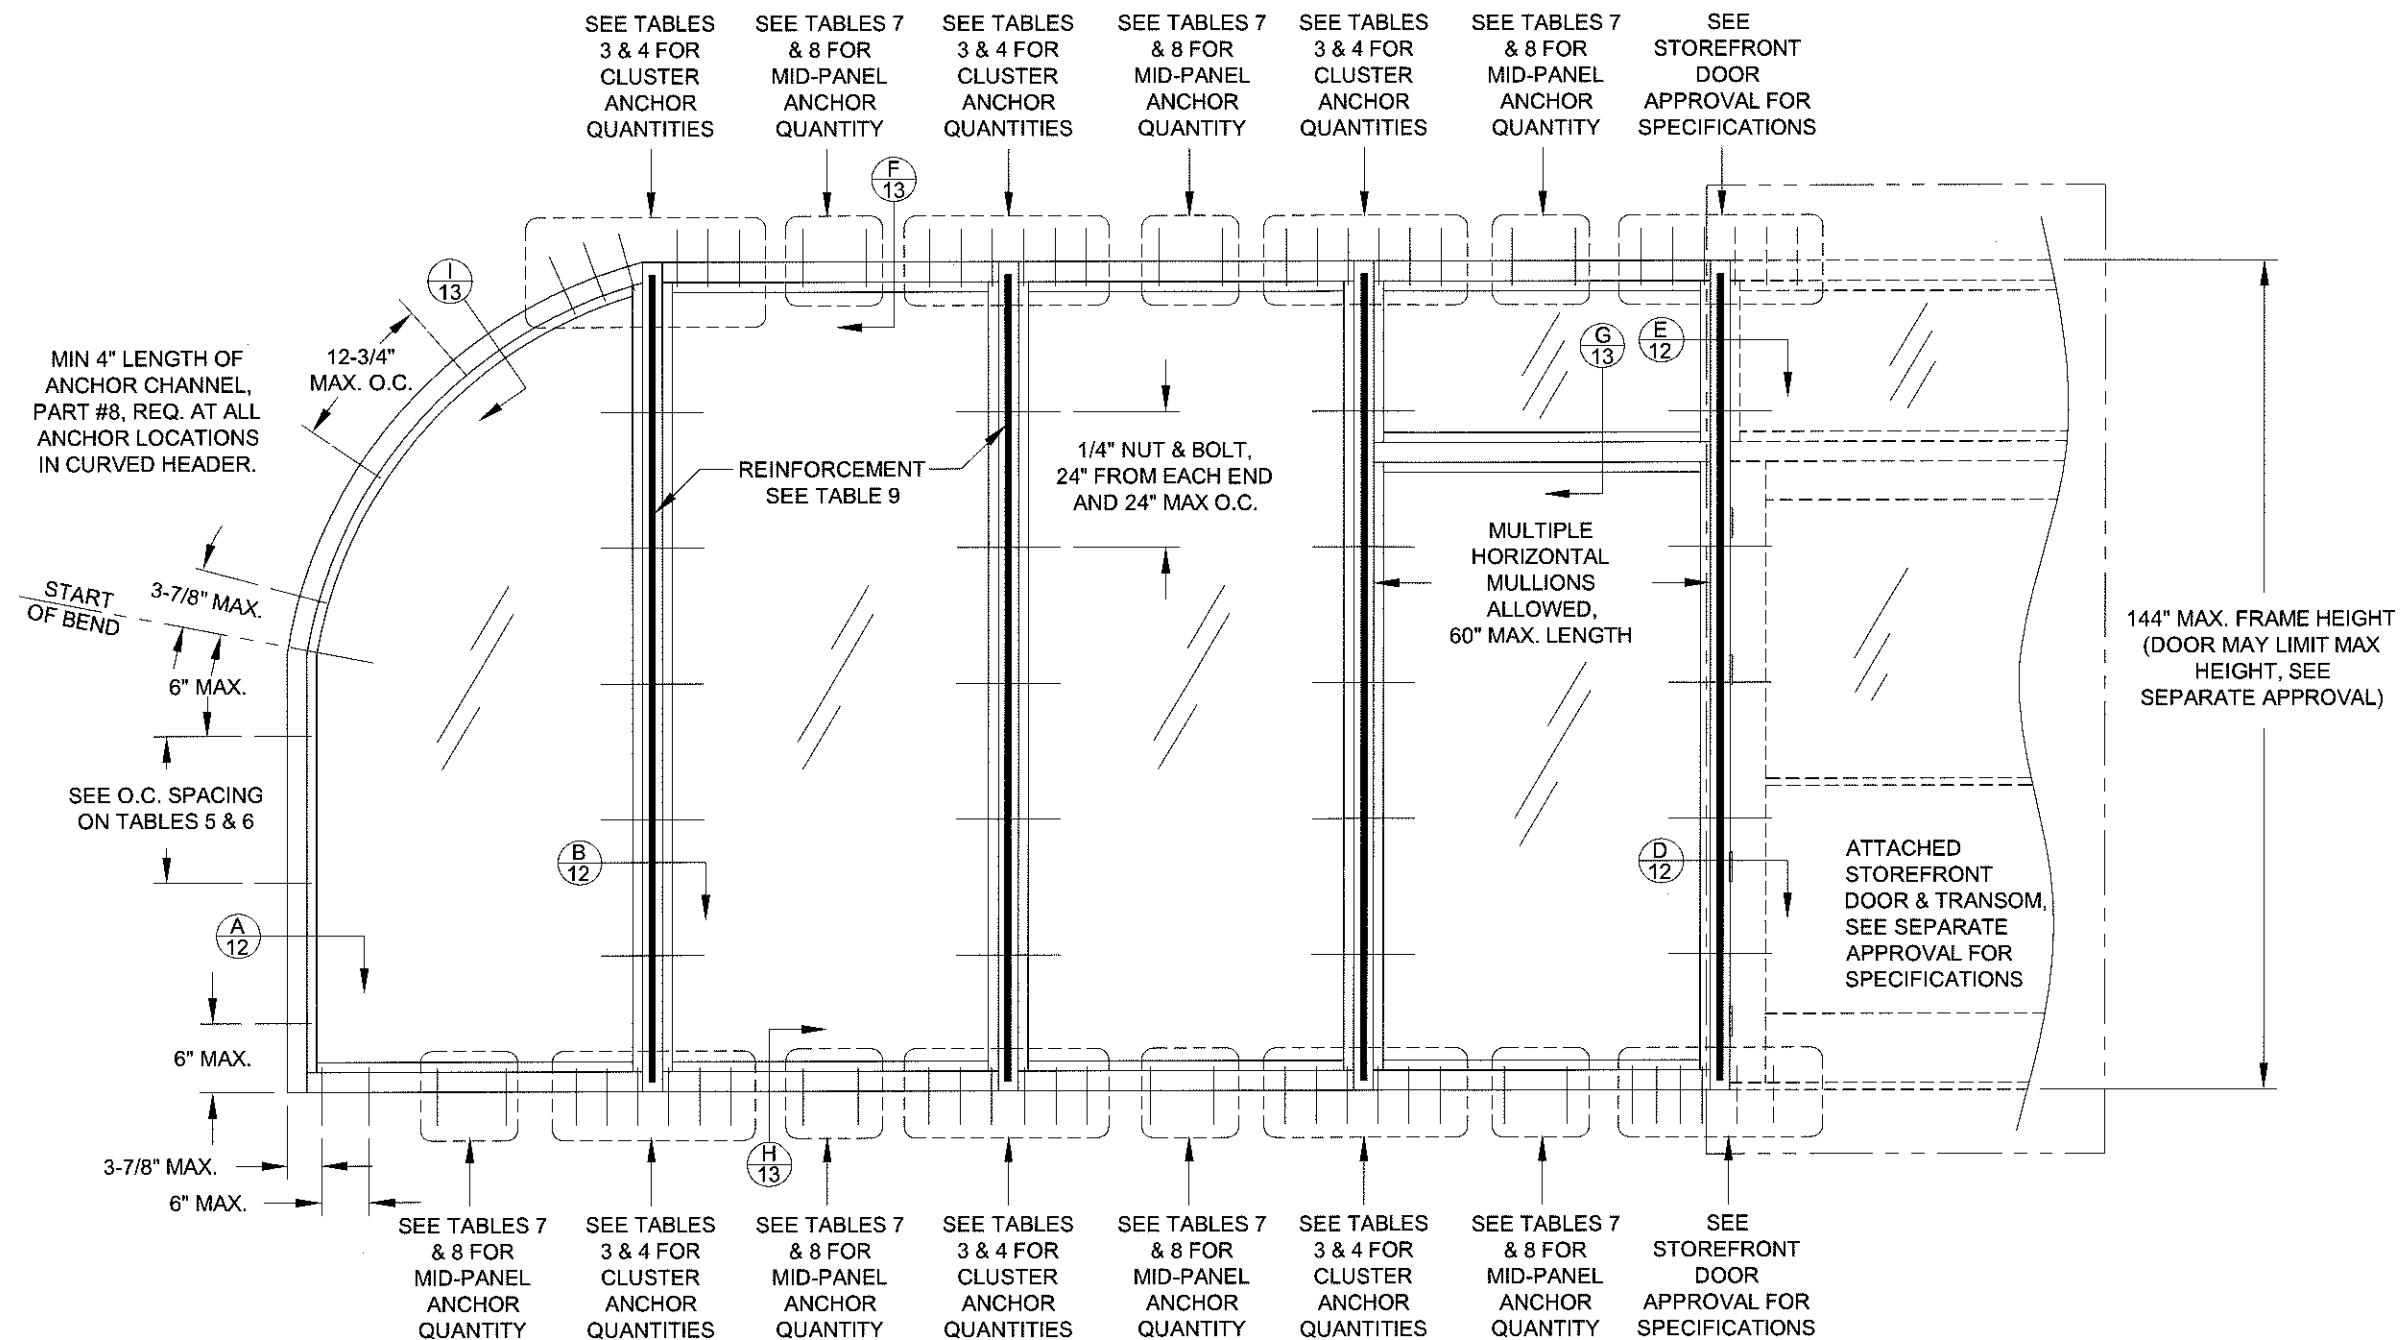 SEE TABLES
3 & 4 FOR
CLUSTER
ANCHOR
QUANTITIES
SEE TABLES 7
& 8 FOR
MID-PANEL
ANCHOR
QUANTITY
SEE TABLES
3 & 4 FOR
CLUSTER
ANCHOR
QUANTITIES
SEE TABLES 7
& 8 FOR
MID-PANEL
ANCHOR
QUANTITY
SEE TABLES
3 & 4 FOR
CLUSTER
ANCHOR
QUANTITIES
SEE TABLES 7
& 8 FOR
MID-PANEL
ANCHOR
QUANTITY
SEE
STOREFRONT
DOOR
APPROVAL FOR
SPECIFICATIONS
F
13
I
13
MIN 4" LENGTH OF
ANCHOR CHANNEL,
PART #8, REQ. AT ALL
ANCHOR LOCATIONS
IN CURVED HEADER.
12-3/4"
MAX. O.C.
G
13
E
12
REINFORCEMENT
SEE TABLE 9
1/4" NUT & BOLT,
24" FROM EACH END
AND 24" MAX O.C.
MULTIPLE
HORIZONTAL
MULLIONS
ALLOWED,
60" MAX. LENGTH
START
OF BEND
3-7/8" MAX.
6" MAX.
144" MAX. FRAME HEIGHT
(DOOR MAY LIMIT MAX
HEIGHT, SEE
SEPARATE APPROVAL)
SEE O.C. SPACING
ON TABLES 5 & 6
B
12
D
12
ATTACHED
STOREFRONT
DOOR & TRANSOM,
SEE SEPARATE
APPROVAL FOR
SPECIFICATIONS
A
12
6" MAX.
H
13
3-7/8" MAX.
6" MAX.
SEE TABLES 7
& 8 FOR
MID-PANEL
ANCHOR
QUANTITY
SEE TABLES
3 & 4 FOR
CLUSTER
ANCHOR
QUANTITIES
SEE TABLES 7
& 8 FOR
MID-PANEL
ANCHOR
QUANTITY
SEE TABLES
3 & 4 FOR
CLUSTER
ANCHOR
QUANTITIES
SEE TABLES 7
& 8 FOR
MID-PANEL
ANCHOR
QUANTITY
SEE TABLES
3 & 4 FOR
CLUSTER
ANCHOR
QUANTITIES
SEE TABLES 7
& 8 FOR
MID-PANEL
ANCHOR
QUANTITY
SEE
STOREFRONT
DOOR
APPROVAL FOR
SPECIFICATIONS